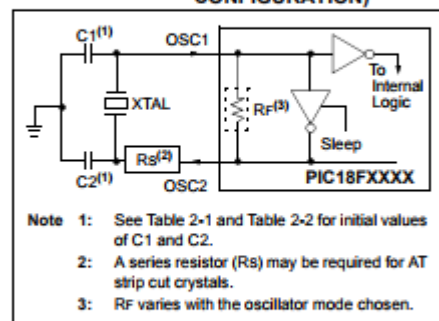 CONFIGURATION)
C1(1)
OSC1
To
Internal
Logic
XTAL
RF(3)
Sleep
RS(2)
C2(1)
OSC2
PIC18FXXXX
Note 1: See Table 2-1 and Table 2-2 for initial values
of C1 and C2.
2: A series resistor (RS) may be required for AT
strip cut crystals.
3: RF varies with the oscillator mode chosen.